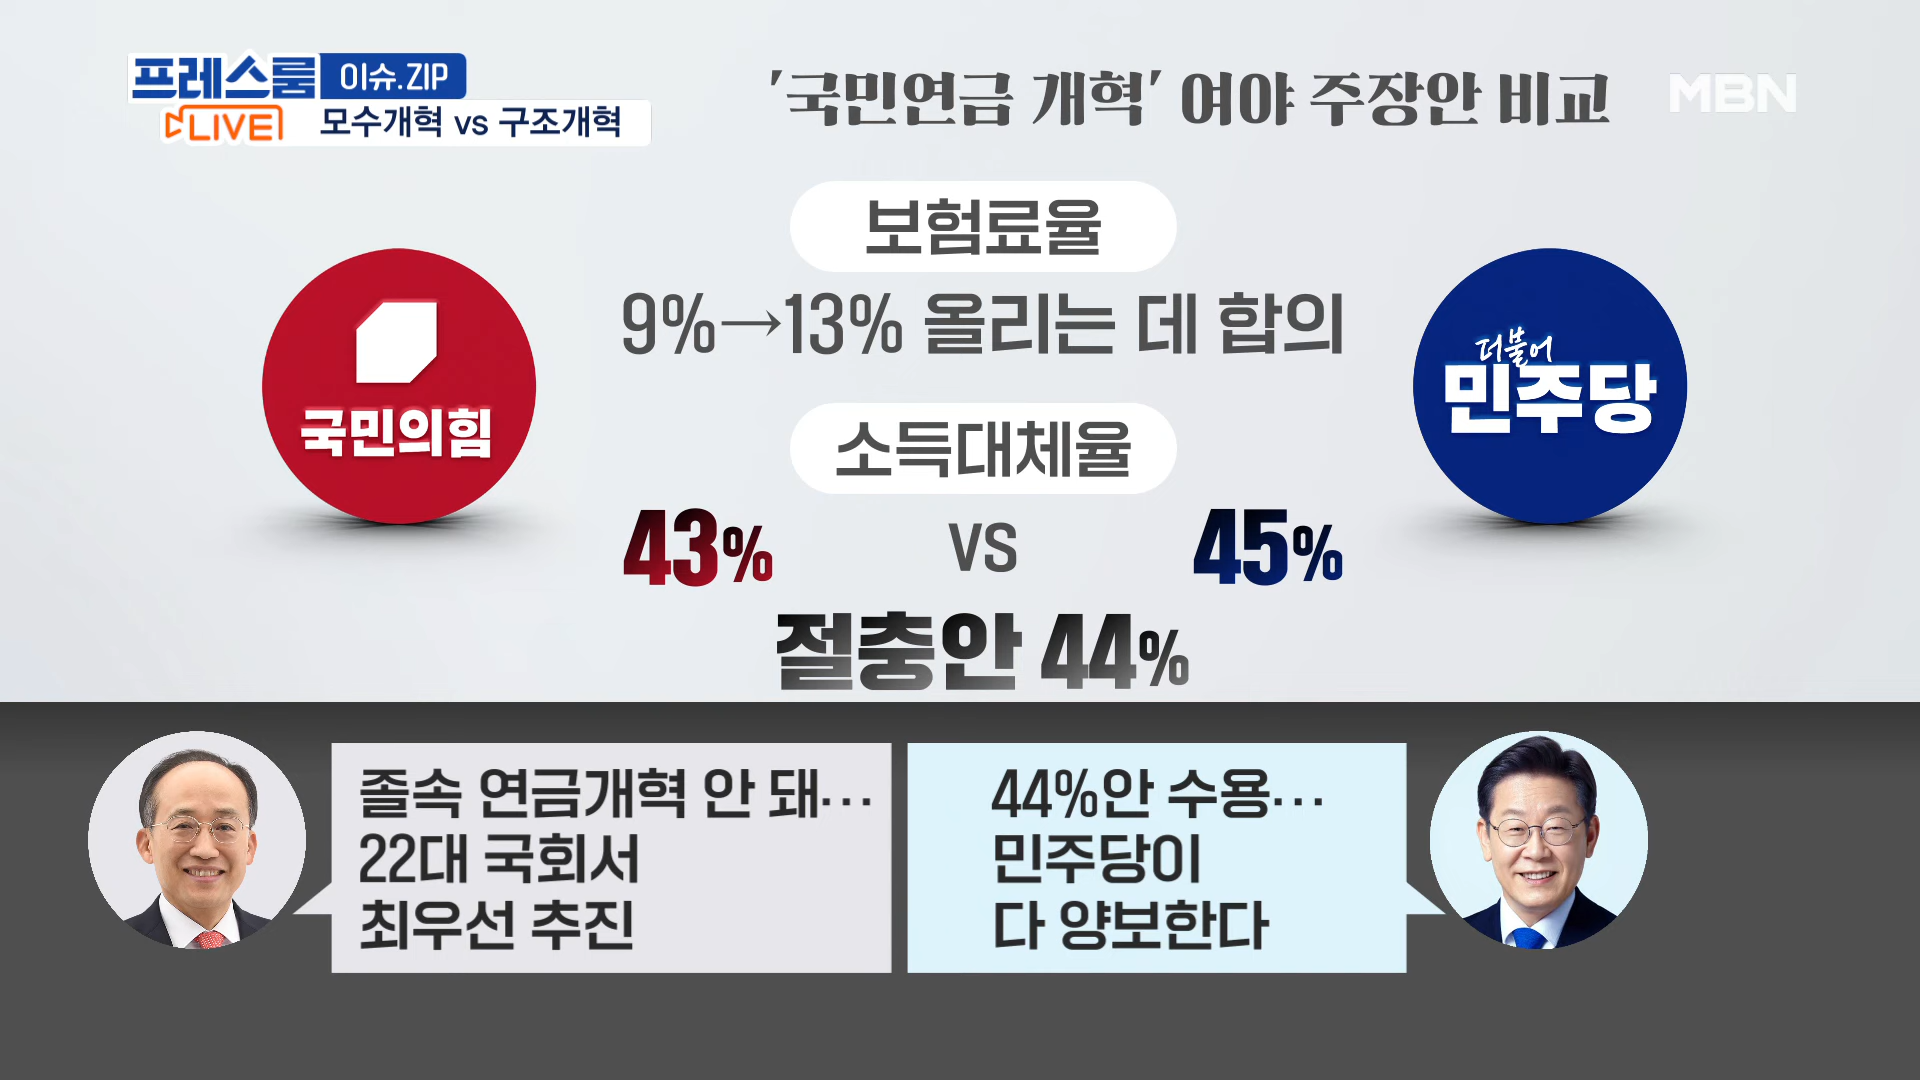 프레스룸 이슈.ZIP
LIVE 모수개혁 vs 구조개혁
'국민연금 개혁' 여야 주장안 비교
MBN
보험료율
9%→13% 올리는 데 합의
국민의힘
더불어
민주당
소득대체율
43% VS 45%
절충안 44%
졸속 연금개혁 안 돼…
22대 국회서
최우선 추진
44%안 수용…
민주당이
다 양보한다